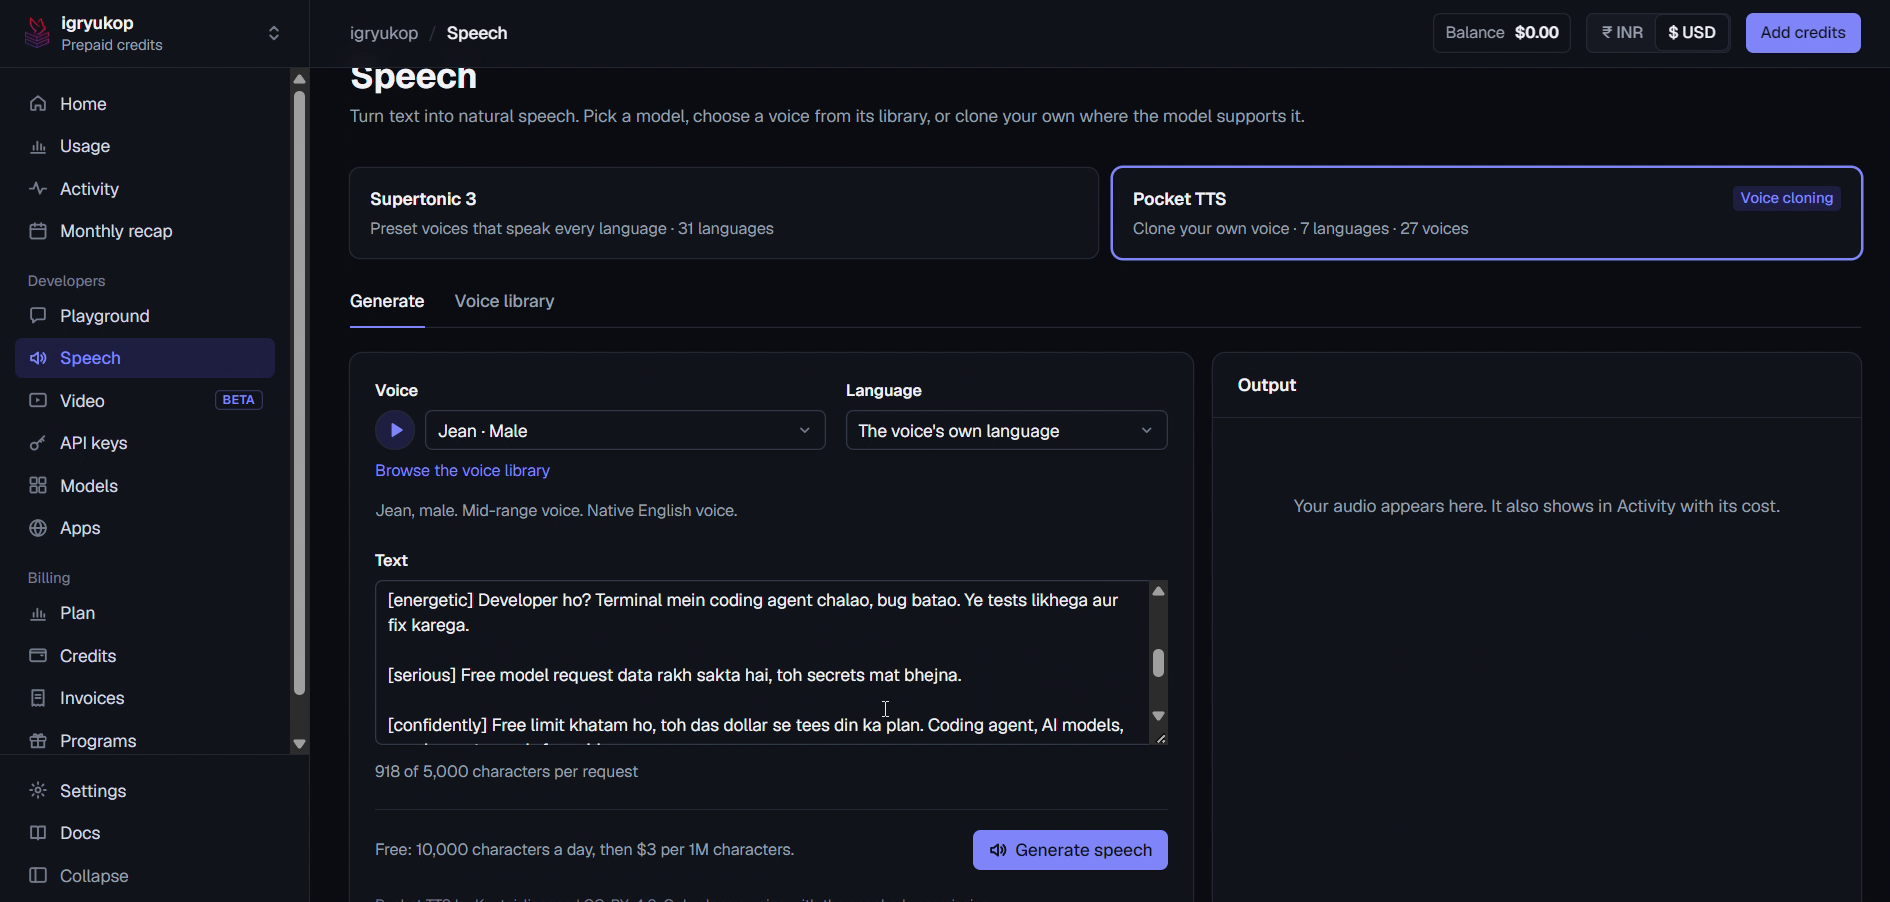 igryukop
Prepaid credits
Home
Usage
Activity
Monthly recap
Developers
Playground
Speech
Video BETA
API keys
Models
Apps
Billing
Plan
Credits
Invoices
Programs
Settings
Docs
Collapse
igryukop / Speech
Balance $0.00
₹ INR $ USD
Add credits
Speech
Turn text into natural speech. Pick a model, choose a voice from its library, or clone your own where the model supports it.
Supertonic 3
Preset voices that speak every language · 31 languages
Pocket TTS Voice cloning
Clone your own voice · 7 languages · 27 voices
Generate Voice library
Voice
Jean · Male
Browse the voice library
Language
The voice's own language
Jean, male. Mid-range voice. Native English voice.
Text
[energetic] Developer ho? Terminal mein coding agent chalao, bug batao. Ye tests likhega aur
fix karega.
[serious] Free model request data rakh sakta hai, toh secrets mat bhejna.
[confidently] Free limit khatam ho, toh das dollar se tees din ka plan. Coding agent, AI models,
918 of 5,000 characters per request
Free: 10,000 characters a day, then $3 per 1M characters.
Generate speech
Output
Your audio appears here. It also shows in Activity with its cost.